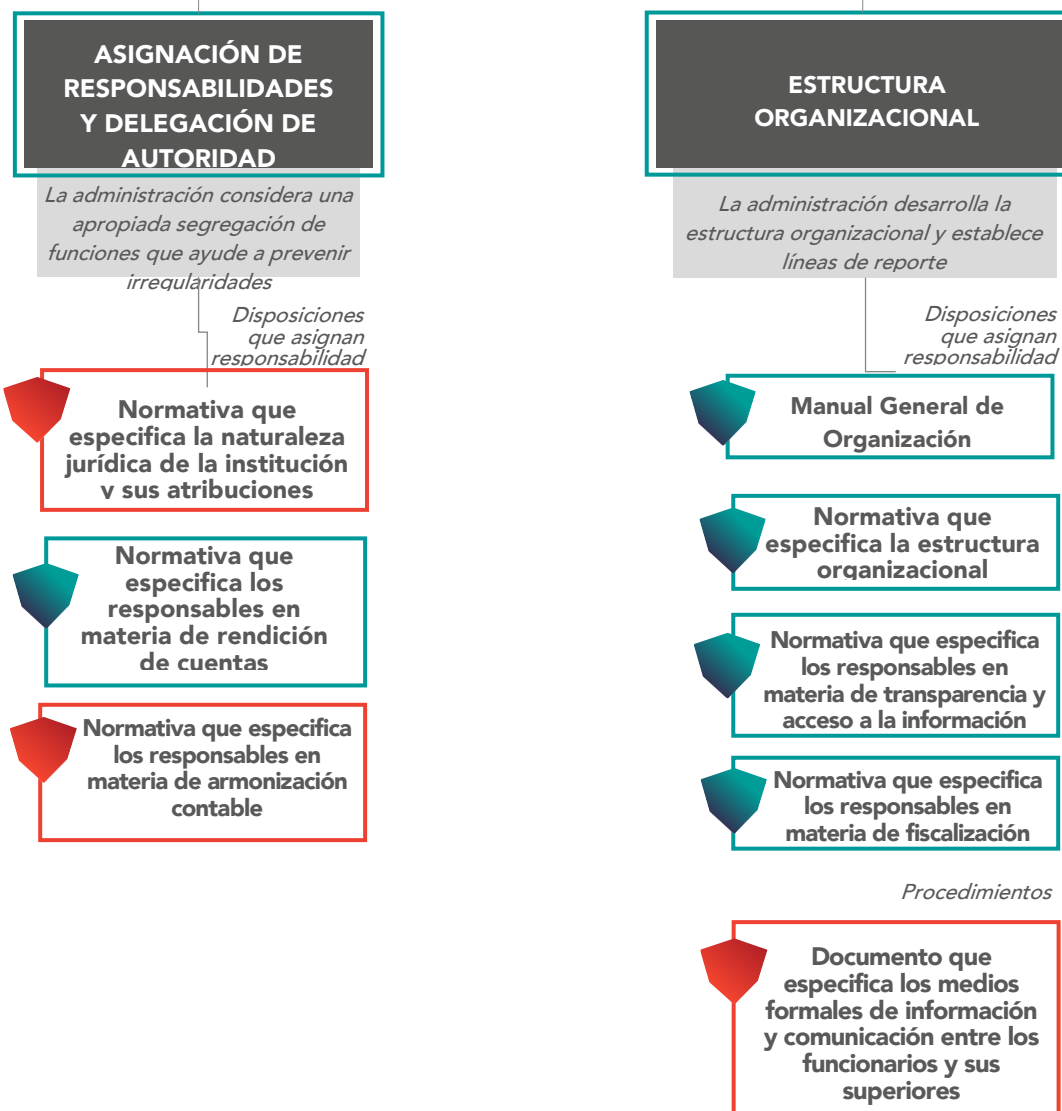 ASIGNACIÓN DE
RESPONSABILIDADES
Y DELEGACIÓN DE
AUTORIDAD
La administración considera una
apropiada segregación de
funciones que ayude a prevenir
irregularidades
Disposiciones
que asignan
responsabilidad
Normativa que
especifica la naturaleza
jurídica de la institución
y sus atribuciones
Normativa que
especifica los
responsables en
materia de rendición
de cuentas
Normativa que especifica
los responsables en
materia de armonización
contable
ESTRUCTURA
ORGANIZACIONAL
La administración desarrolla la
estructura organizacional y establece
líneas de reporte
Disposiciones
que asignan
responsabilidad
Manual General de
Organización
Normativa que
especifica la estructura
organizacional
Normativa que especifica
los responsables en
materia de transparencia y
acceso a la información
Normativa que especifica
los responsables en
materia de fiscalización
Procedimientos
Documento que
especifica los medios
formales de información
y comunicación entre los
funcionarios y sus
superiores